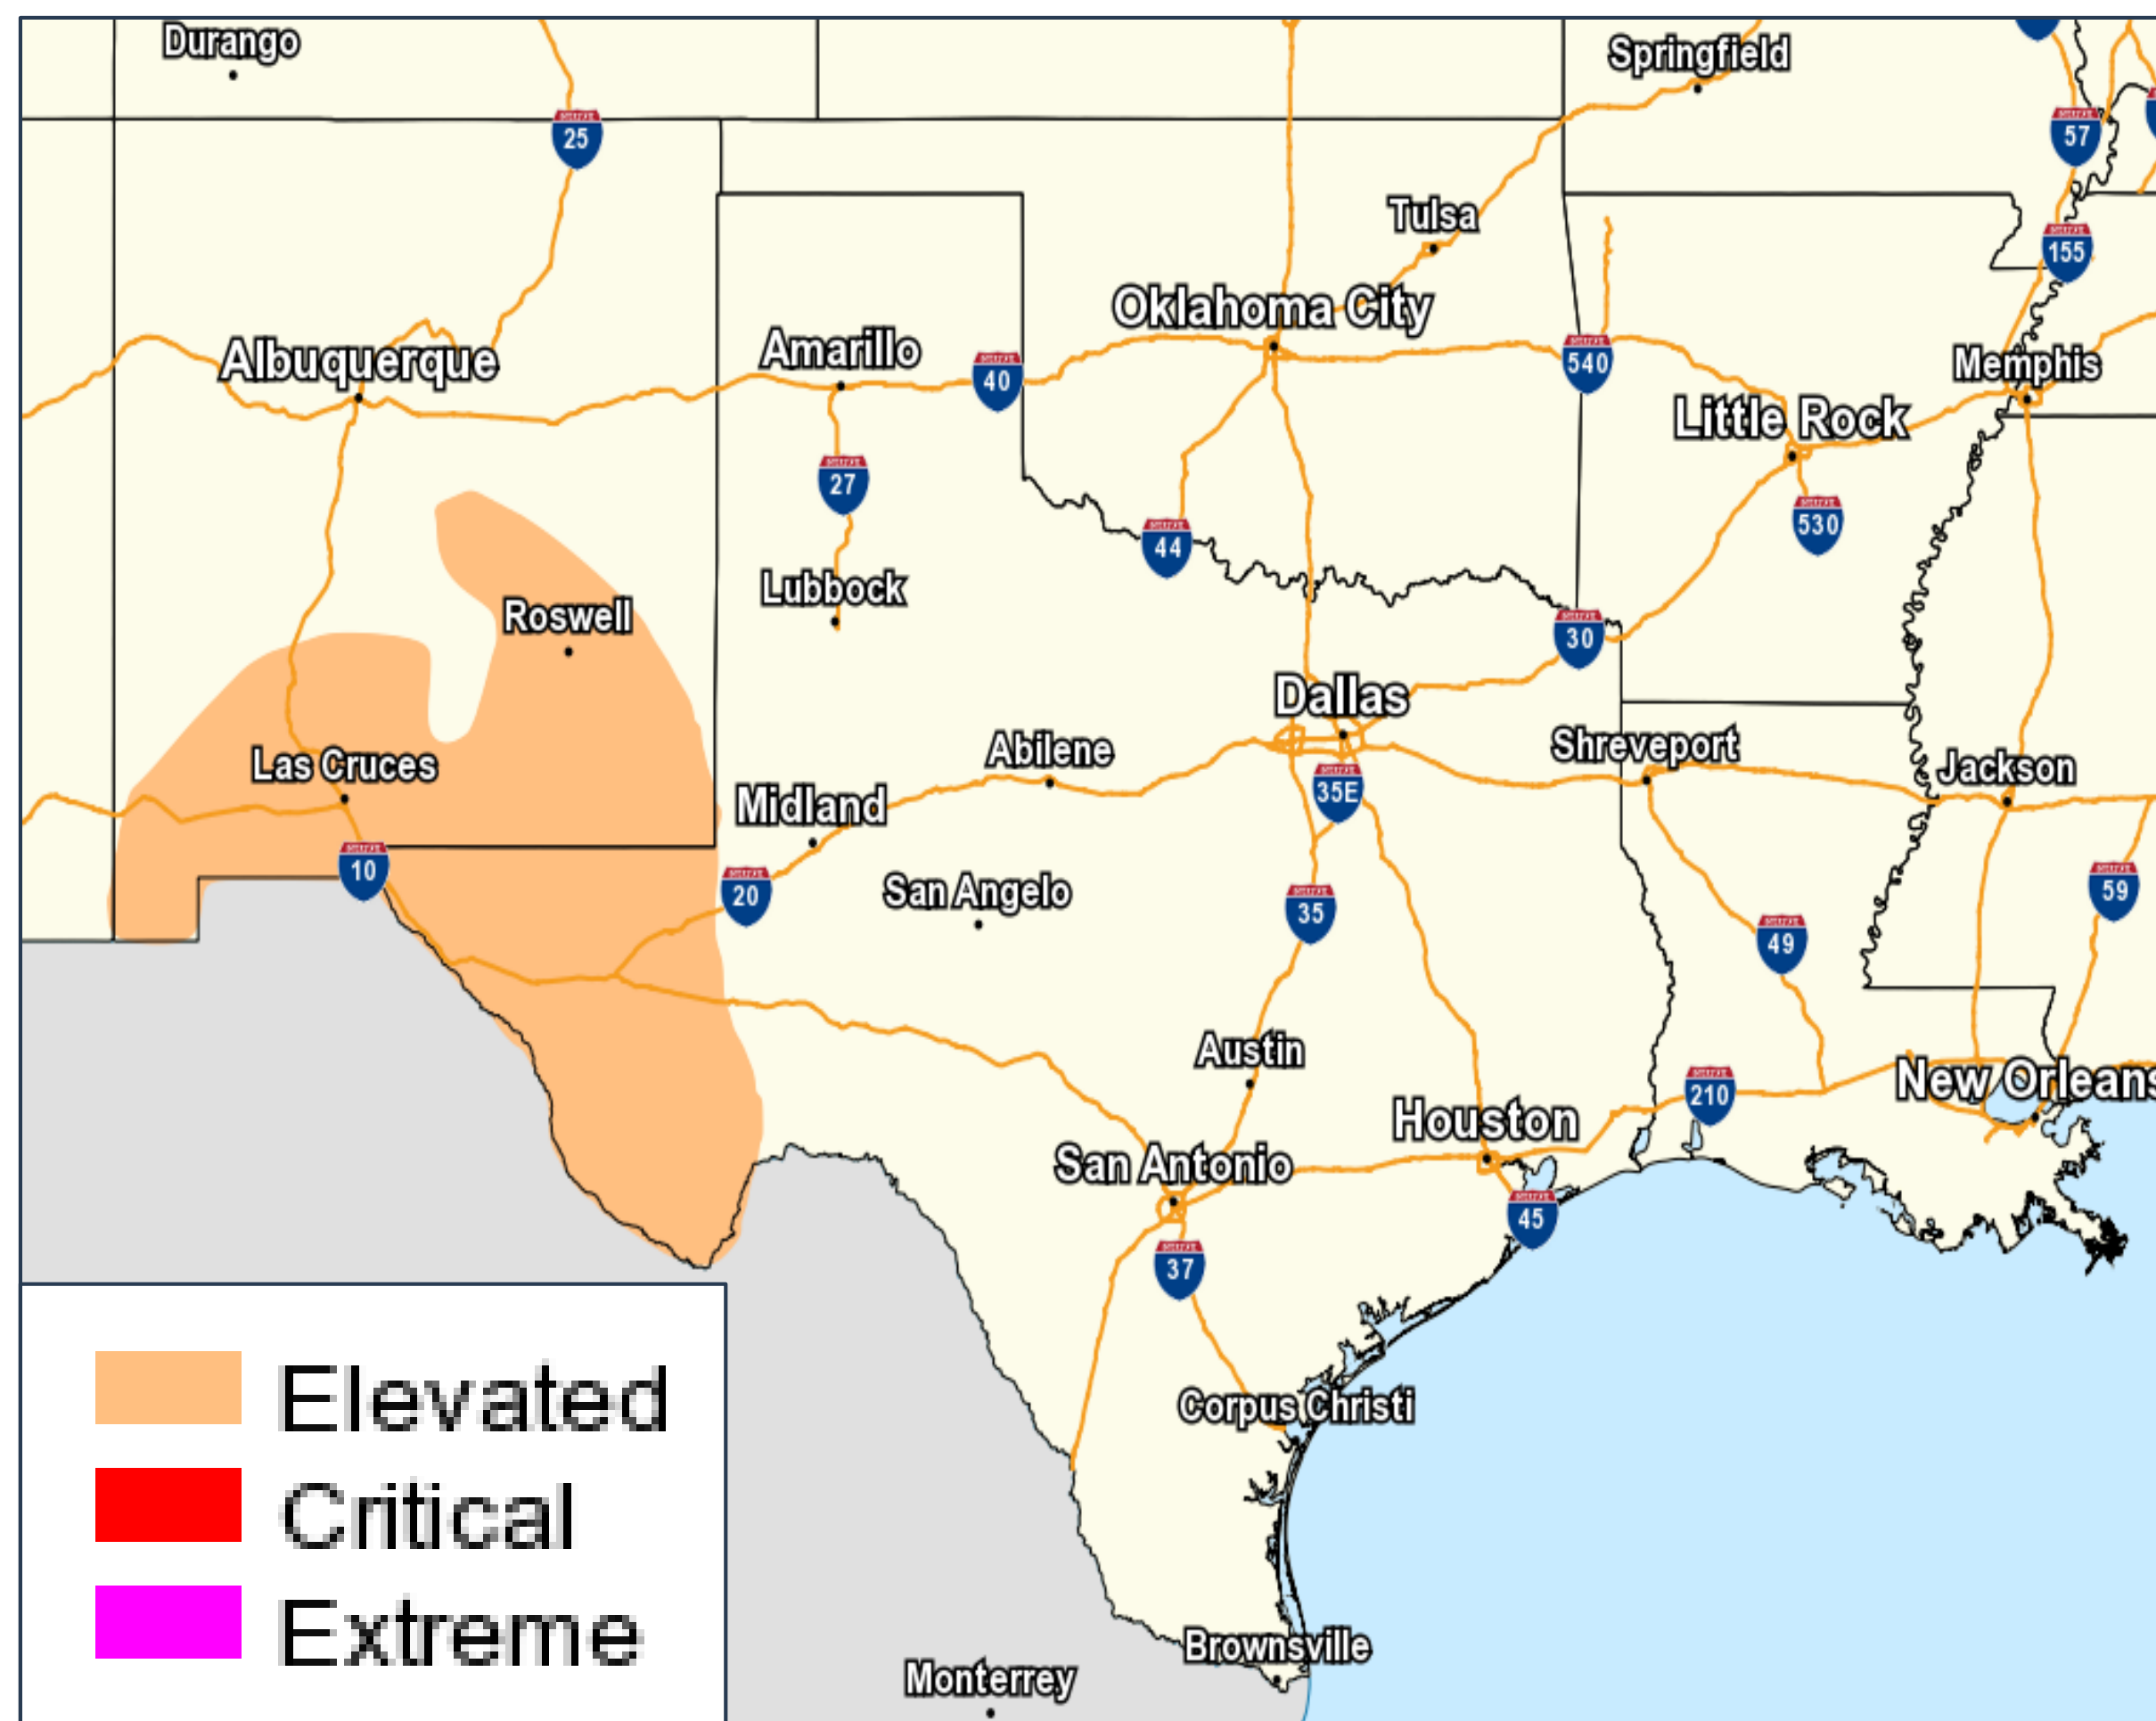 Durango
Springfield
25
57
Tulsa
155
Oklahoma City
Albuquerque
Amarillo
40
540
Memphis
Little Rock
27
530
44
Lubbock
Roswell
30
Dallas
Abilene
Shreveport
Las Cruces
Jackson
35E
Midland
10
20
San Angelo
35
59
49
Austin
New Orleans
210
Houston
San Antonio
45
37
Elevated
Corpus Christi
Critical
Extreme
Brownsville
Monterrey